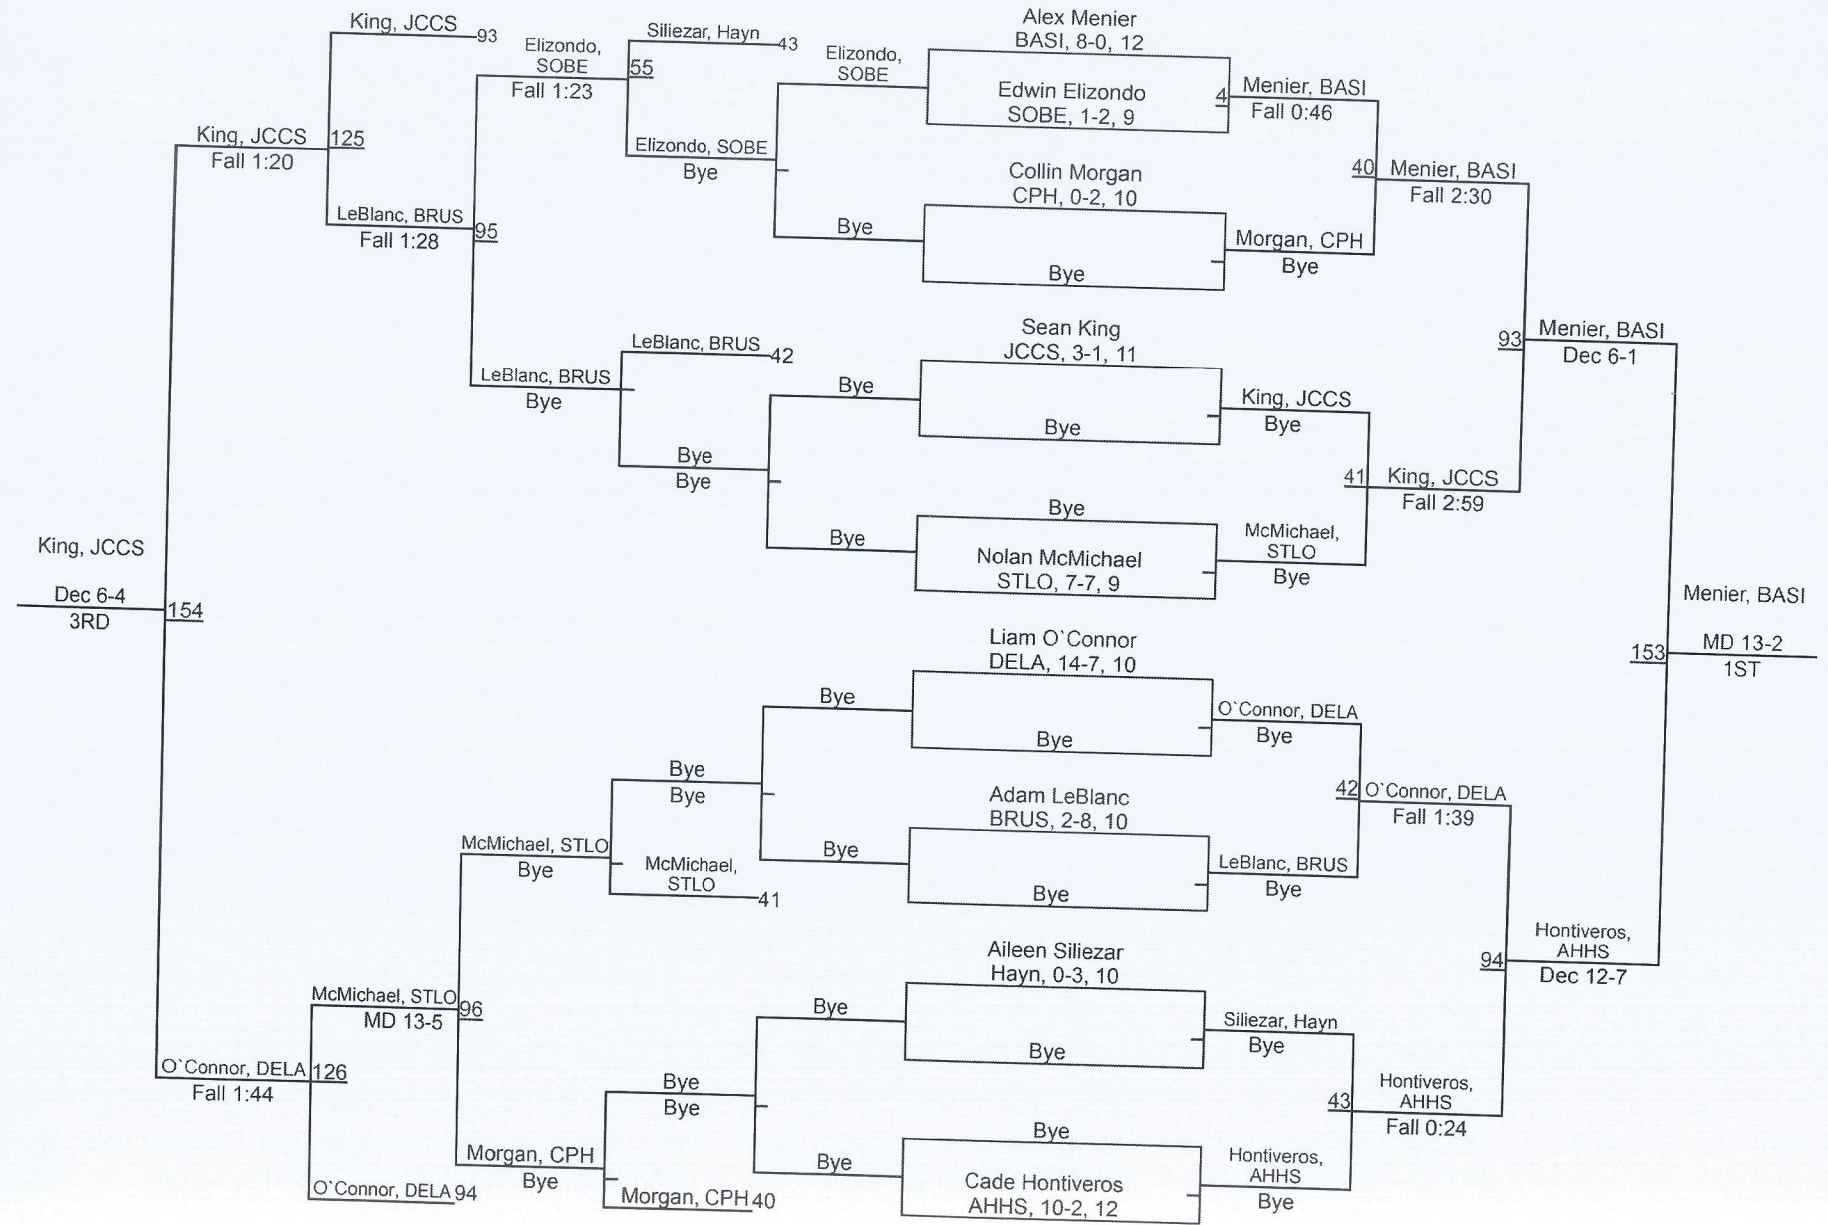 King, JCCS
93
Elizondo,
SOBE
Fall 1:23
Siliezar, Hayn
43
55
Elizondo,
SOBE
Alex Menier
BASI, 8-0, 12
Edwin Elizondo
SOBE, 1-2, 9
4
Menier, BASI
Fall 0:46
King, JCCS
Fall 1:20
125
Elizondo, SOBE
Bye
Collin Morgan
CPH, 0-2, 10
40
Menier, BASI
Fall 2:30
LeBlanc, BRUS
Fall 1:28
95
Bye
Bye
Morgan, CPH
Bye
LeBlanc, BRUS
42
Sean King
JCCS, 3-1, 11
93
Menier, BASI
Dec 6-1
LeBlanc, BRUS
Bye
Bye
Bye
King, JCCS
Bye
Bye
Bye
41
King, JCCS
Fall 2:59
Bye
Bye
Nolan McMichael
STLO, 7-7, 9
McMichael,
STLO
Bye
King, JCCS
Dec 6-4
3RD
154
Menier, BASI
153
MD 13-2
1ST
Liam O`Connor
DELA, 14-7, 10
Bye
Bye
O`Connor, DELA
Bye
Bye
Bye
Adam LeBlanc
BRUS, 2-8, 10
42
O`Connor, DELA
Fall 1:39
McMichael, STLO
Bye
McMichael,
STLO
41
Bye
Bye
LeBlanc, BRUS
Bye
Aileen Siliezar
Hayn, 0-3, 10
94
Hontiveros,
AHHS
Dec 12-7
McMichael, STLO
MD 13-5
96
Bye
Bye
Siliezar, Hayn
Bye
O`Connor, DELA
Fall 1:44
126
Bye
Bye
43
Hontiveros,
AHHS
Fall 0:24
Morgan, CPH
Bye
Bye
Bye
Cade Hontiveros
AHHS, 10-2, 12
Hontiveros,
AHHS
Bye
O`Connor, DELA
94
Morgan, CPH
40